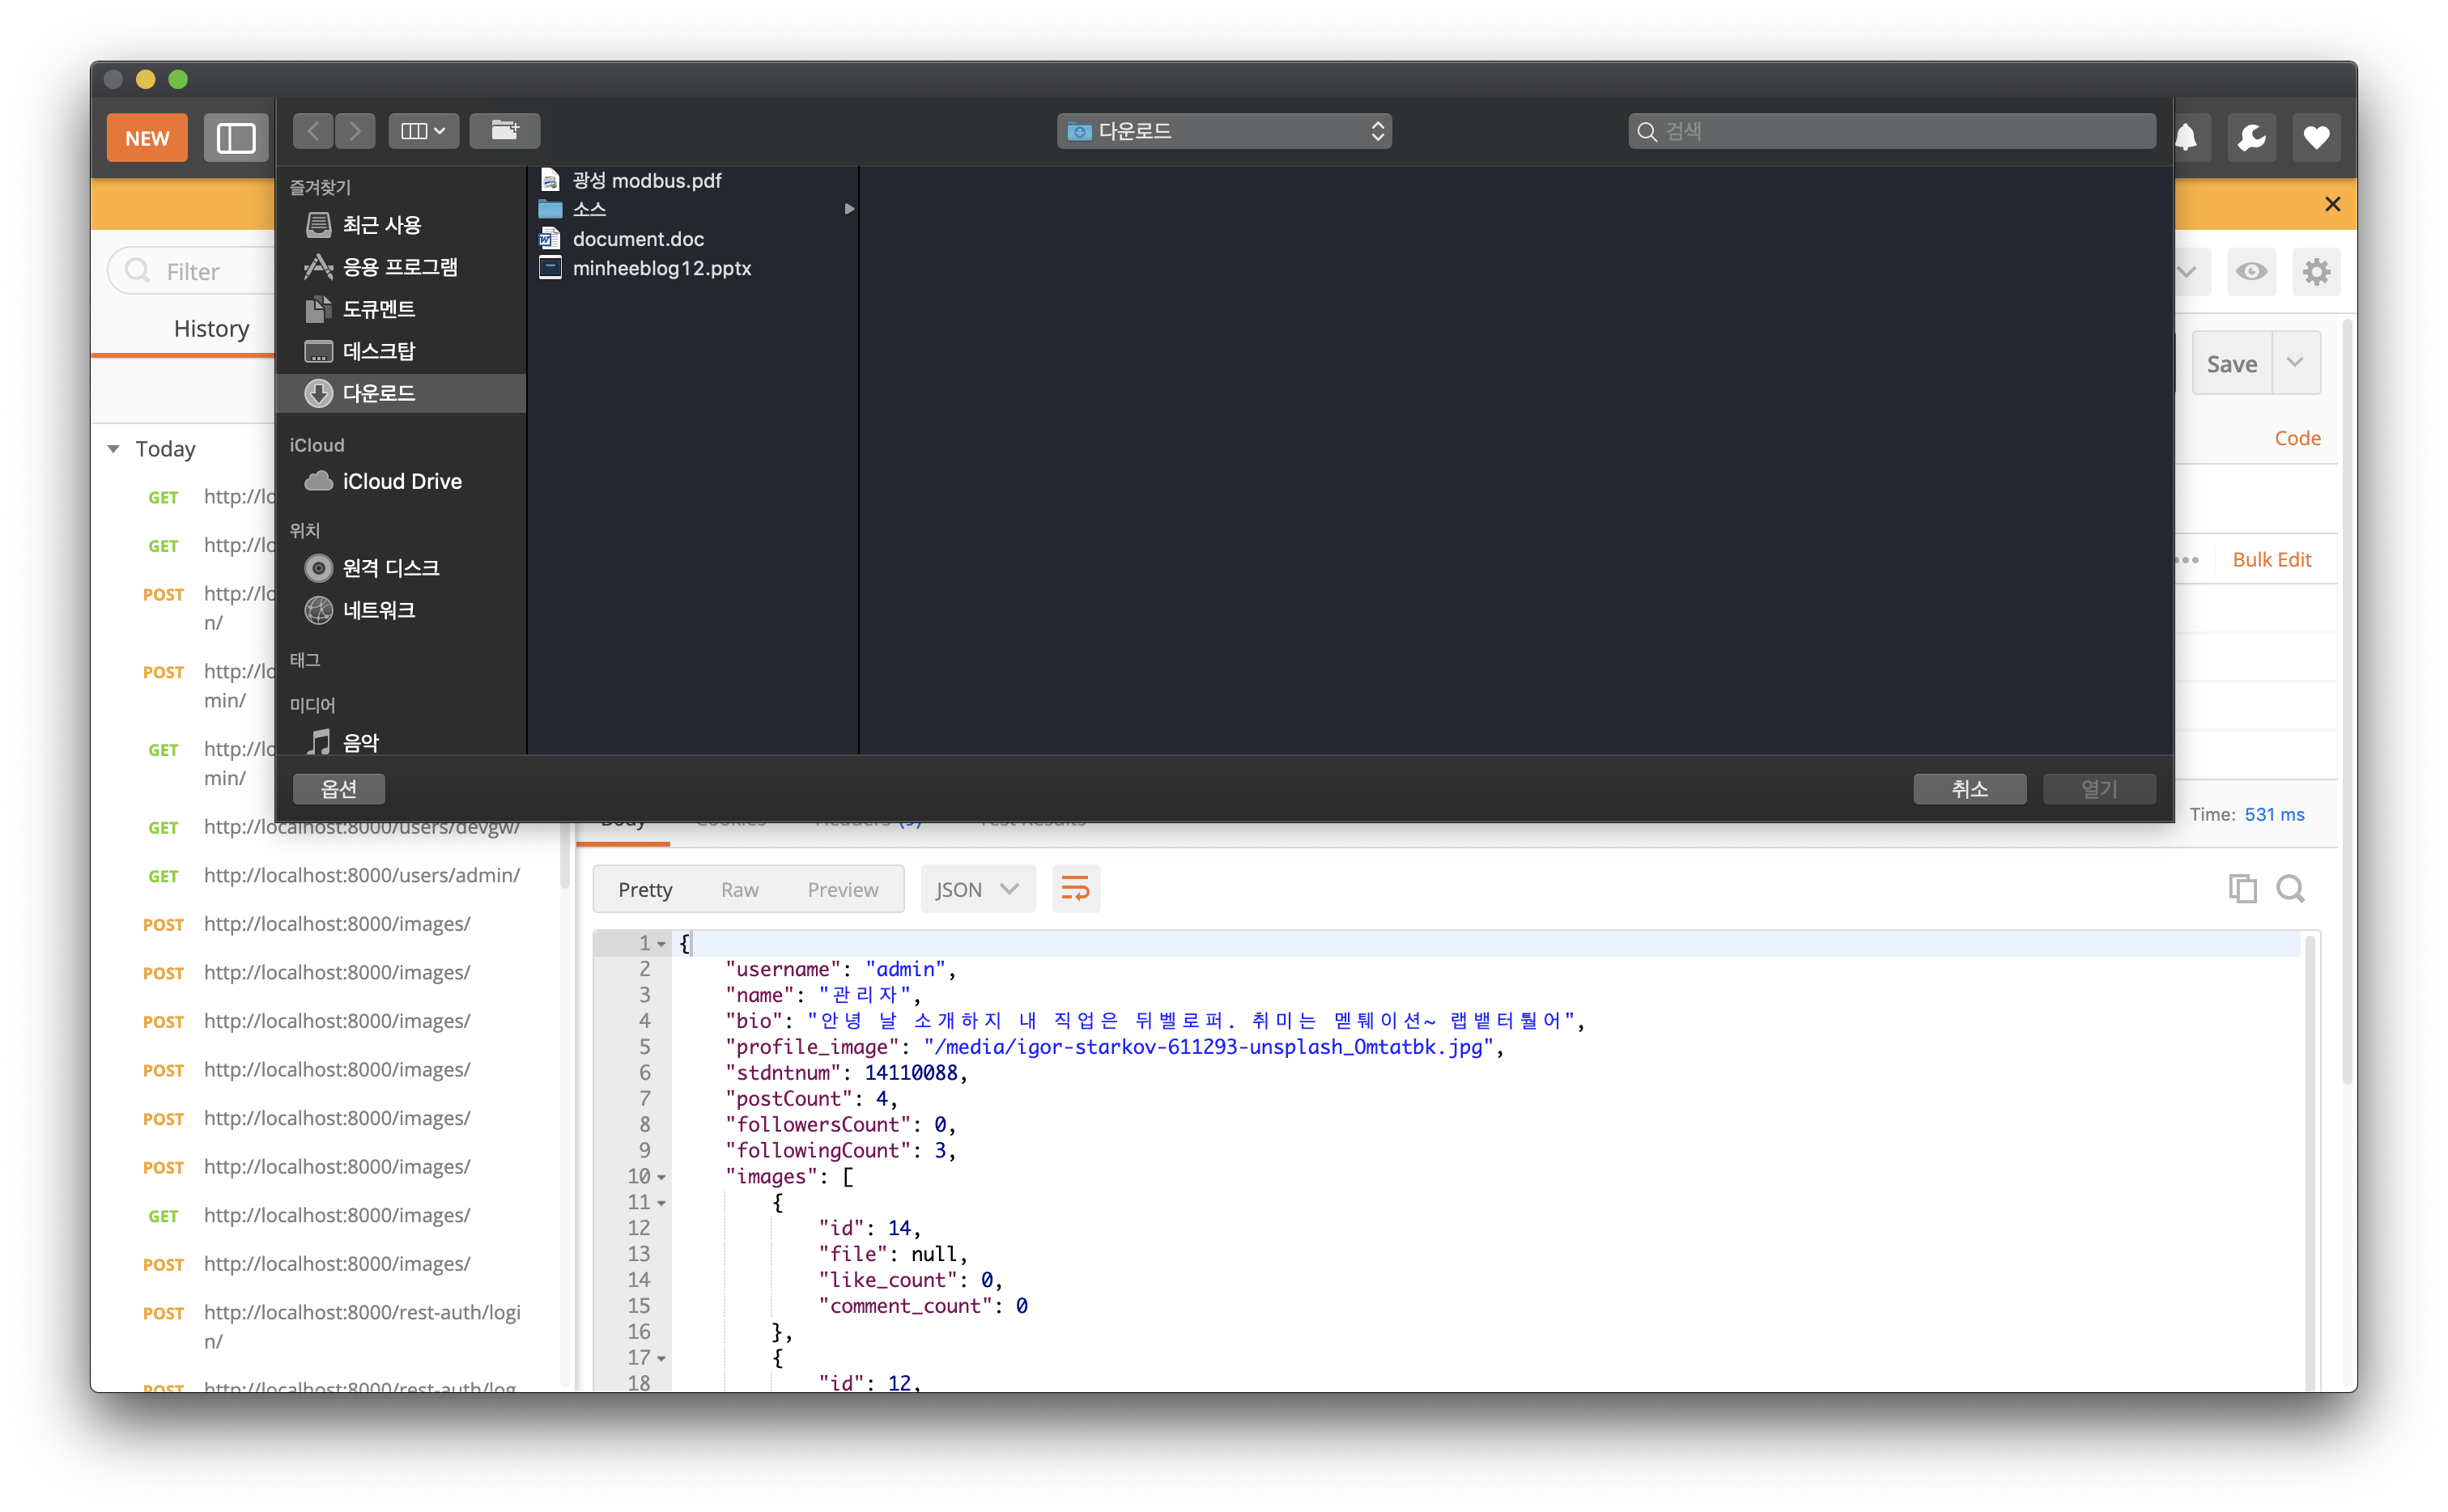 NEW
다운로드
검색
즐겨찾기
최근 사용
응용 프로그램
도큐멘트
데스크탑
다운로드
iCloud
iCloud Drive
위치
원격 디스크
네트워크
태그
미디어
음악
광성 modbus.pdf
소스
document.doc
minheeblog12.pptx
옵션
취소
열기
Filter
History
Save
Code
Bulk Edit
Today
GET http://lo
GET http://lo
POST http://lo
n/
POST http://lo
min/
GET http://lo
min/
GET http://localhost:8000/users/devgw/
GET http://localhost:8000/users/admin/
POST http://localhost:8000/images/
POST http://localhost:8000/images/
POST http://localhost:8000/images/
POST http://localhost:8000/images/
POST http://localhost:8000/images/
POST http://localhost:8000/images/
GET http://localhost:8000/images/
POST http://localhost:8000/images/
POST http://localhost:8000/rest-auth/logi
n/
POST http://localhost:8000/rest-auth/log
Body Cookies Headers (9) Test Results
Time: 531 ms
Pretty Raw Preview JSON
1 {
2 "username": "admin",
3 "name": "관리자",
4 "bio": "안녕 날 소개하지 내 직업은 뒤벨로퍼. 취미는 멛퉤이션~ 랩뱉터튈어",
5 "profile_image": "/media/igor-starkov-611293-unsplash_Omtatbk.jpg",
6 "stdntnum": 14110088,
7 "postCount": 4,
8 "followersCount": 0,
9 "followingCount": 3,
10 "images": [
11 {
12 "id": 14,
13 "file": null,
14 "like_count": 0,
15 "comment_count": 0
16 },
17 {
18 "id": 12,